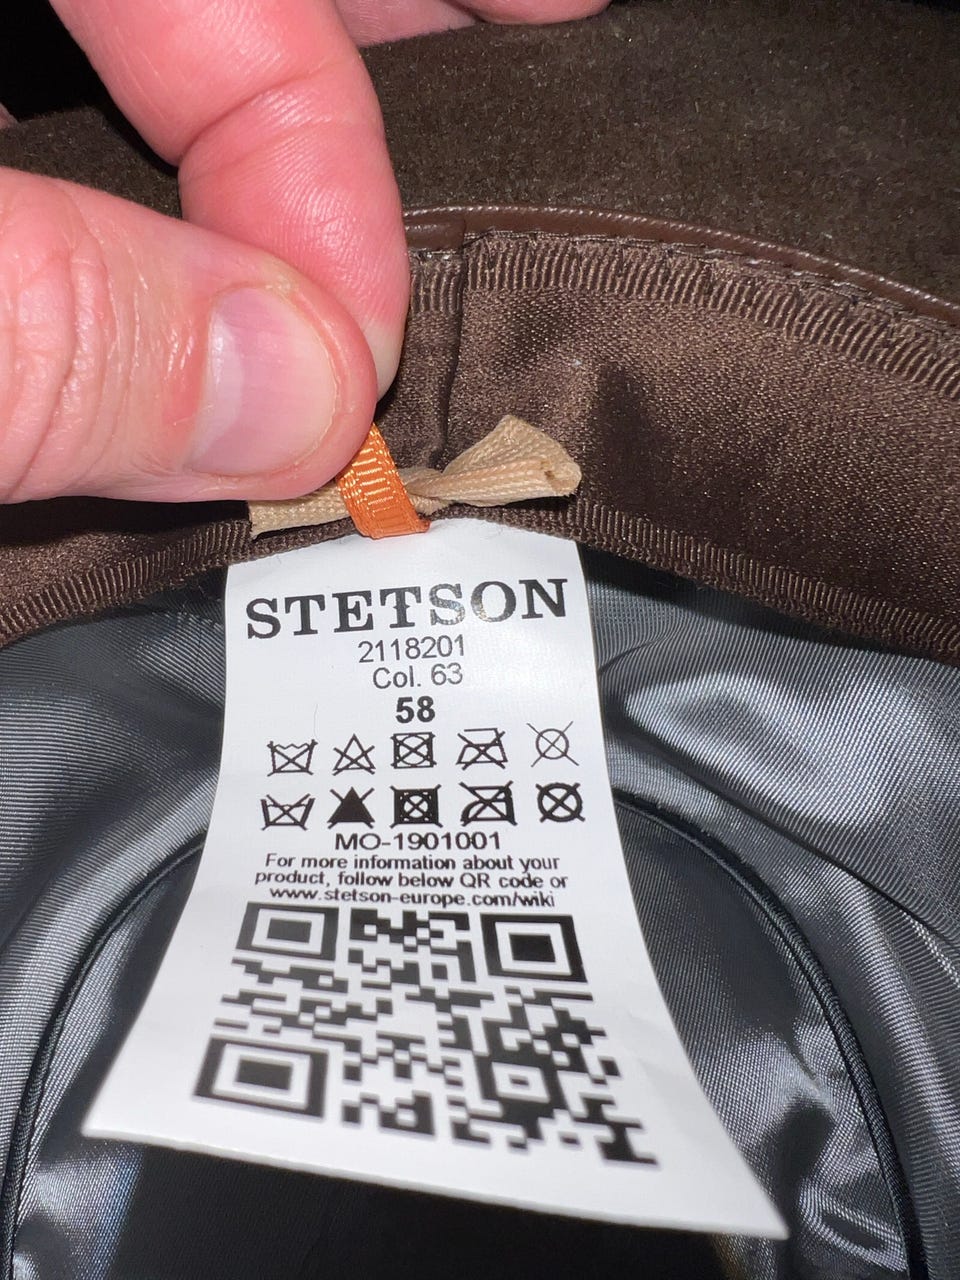 STETSON
2118201
Col. 63
58
MO-1901001
For more information about your
product, follow below QR code or
www.stetson-europe.com/wiki